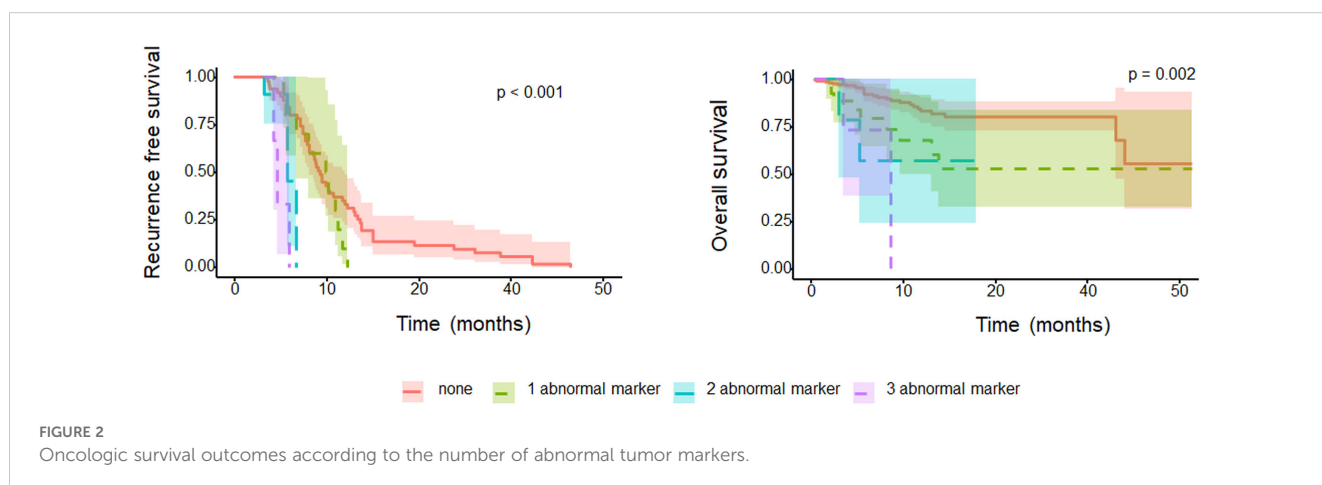 Recurrence free survival
1.00
0.75
0.50
0.25
0.00
p < 0.001
0 10 20 40 50
Time (months)
Overall survival
1.00
0.75
0.50
0.25
0.00
p = 0.002
0 10 20 40 50
Time (months)
none 1 abnormal marker 2 abnormal marker 3 abnormal marker
FIGURE 2
Oncologic survival outcomes according to the number of abnormal tumor markers.